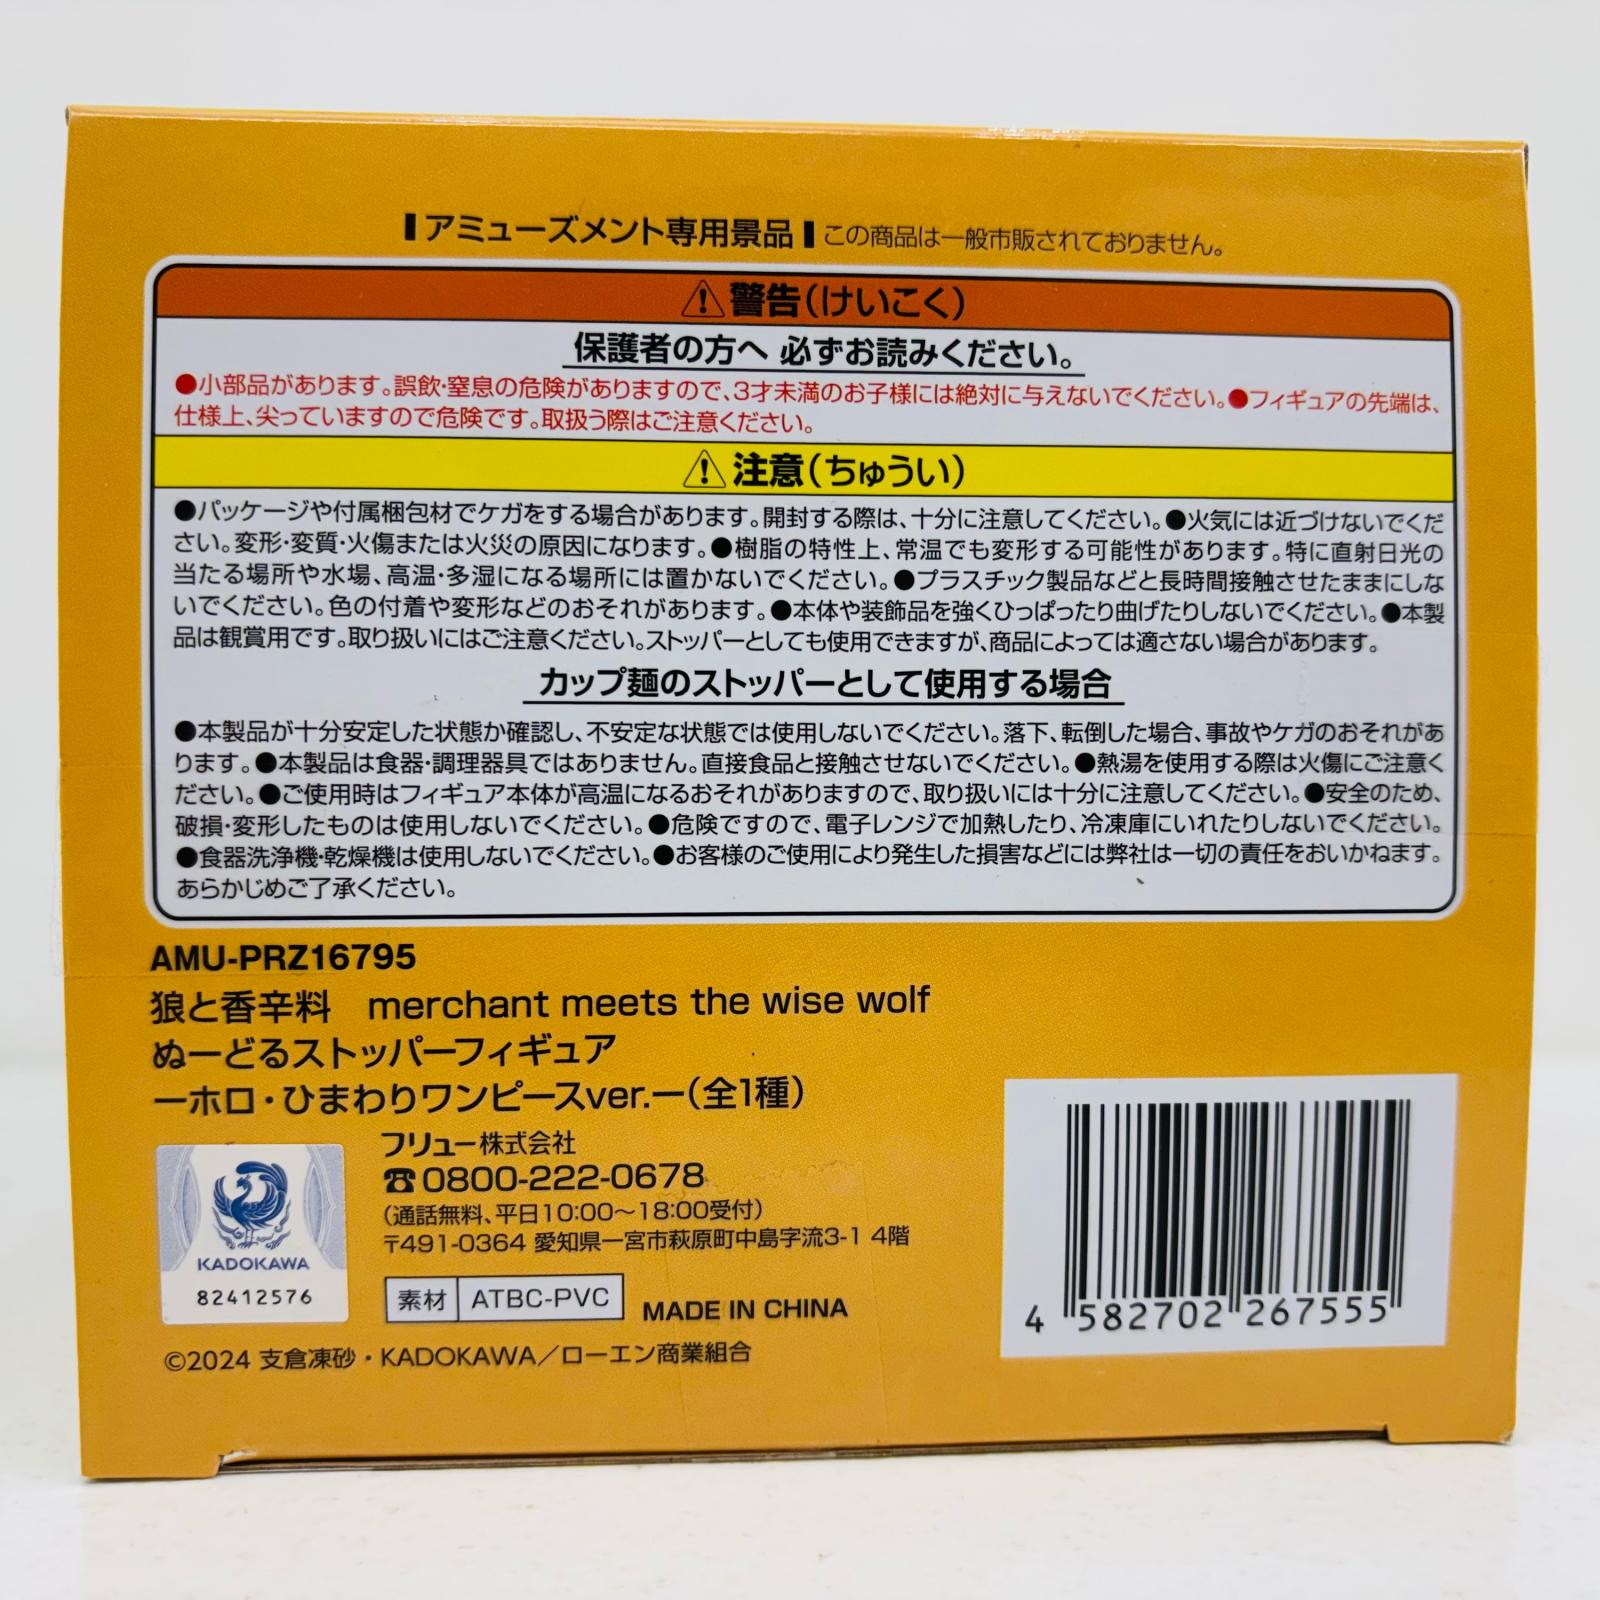 アミューズメント専用景品 この商品は一般市販されておりません。
警告(けいこく)
保護者の方へ 必ずお読みください。
●小部品があります。誤飲・窒息の危険がありますので、3才未満のお子様には絶対に与えないでください。●フィギュアの先端は、
仕様上、尖っていますので危険です。取扱う際はご注意ください。
注意(ちゅうい)
●パッケージや付属梱包材でケガをする場合があります。開封する際は、十分に注意してください。●火気には近づけないでくだ
さい。変形・変質・火傷または火災の原因になります。●樹脂の特性上、常温でも変形する可能性があります。特に直射日光の
当たる場所や水場、高温・多湿になる場所には置かないでください。●プラスチック製品などと長時間接触させたままにしな
いでください。色の付着や変形などのおそれがあります。●本体や装飾品を強くひっぱったり曲げたりしないでください。●本製
品は観賞用です。取り扱いにはご注意ください。ストッパーとしても使用できますが、商品によっては適さない場合があります。
カップ麺のストッパーとして使用する場合
●本製品が十分安定した状態か確認し、不安定な状態では使用しないでください。落下、転倒した場合、事故やケガのおそれがあ
ります。●本製品は食器・調理器具ではありません。直接食品と接触させないでください。●熱湯を使用する際は火傷にご注意く
ださい。●ご使用時はフィギュア本体が高温になるおそれがありますので、取り扱いには十分に注意してください。●安全のため、
破損・変形したものは使用しないでください。●危険ですので、電子レンジで加熱したり、冷凍庫にいれたりしないでください。
●食器洗浄機・乾燥機は使用しないでください。●お客様のご使用により発生した損害などには弊社は一切の責任をおいかねます。
あらかじめご了承ください。
AMU-PRZ16795
狼と香辛料 merchant meets the wise wolf
ぬーどるストッパーフィギュア
ーホロ・ひまわりワンピースver.ー(全1種)
フリュー株式会社
☎0800-222-0678
(通話無料、平日10:00～18:00受付)
〒491-0364 愛知県一宮市萩原町中島字流3-1 4階
KADOKAWA
82412576
素材 ATBC-PVC MADE IN CHINA
4 582702 267555
©2024 支倉凍砂・KADOKAWA／ローエン商業組合